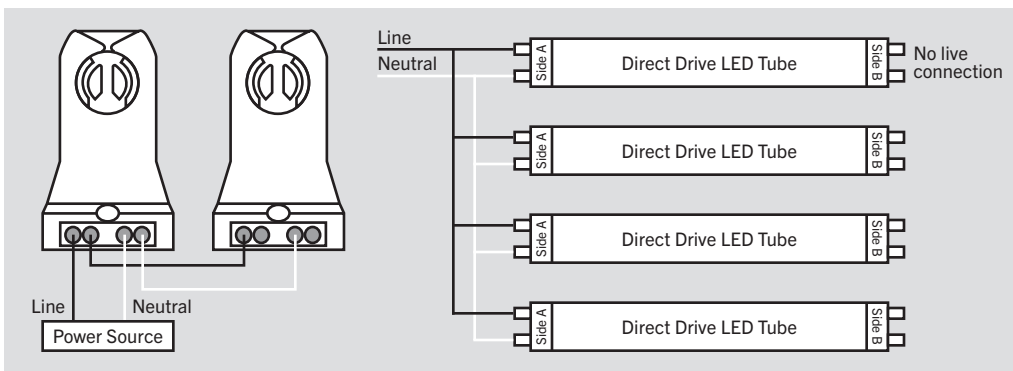 Line
Neutral
Power Source
Line
Neutral
Side A
Direct Drive LED Tube
Side B
No live
connection
Side A
Direct Drive LED Tube
Side B
Side A
Direct Drive LED Tube
Side B
Side A
Direct Drive LED Tube
Side B